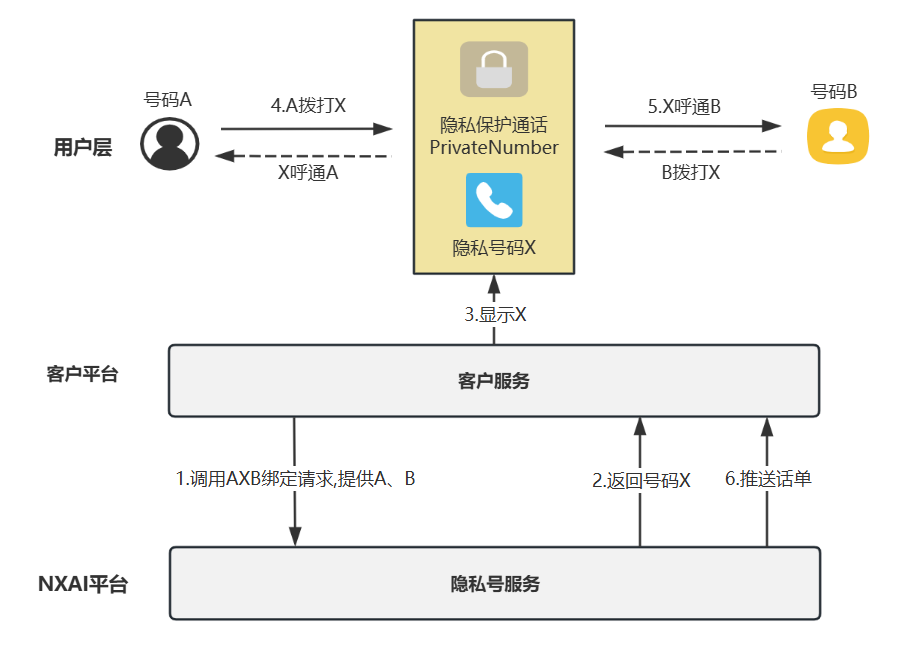 号码A
号码B
4.A拨打X
5.X呼通B
用户层
隐私保护通话
PrivateNumber
X呼通A
B拨打X
隐私号码X
3.显示X
客户平台
客户服务
1.调用AXB绑定请求,提供A、B
2.返回号码X
6.推送话单
NXAI平台
隐私号服务